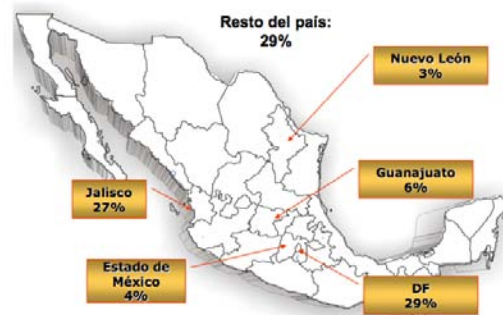 Resto del país:
29%
Nuevo León
3%
Guanajuato
6%
Jalisco
27%
Estado de
México
4%
DF
29%